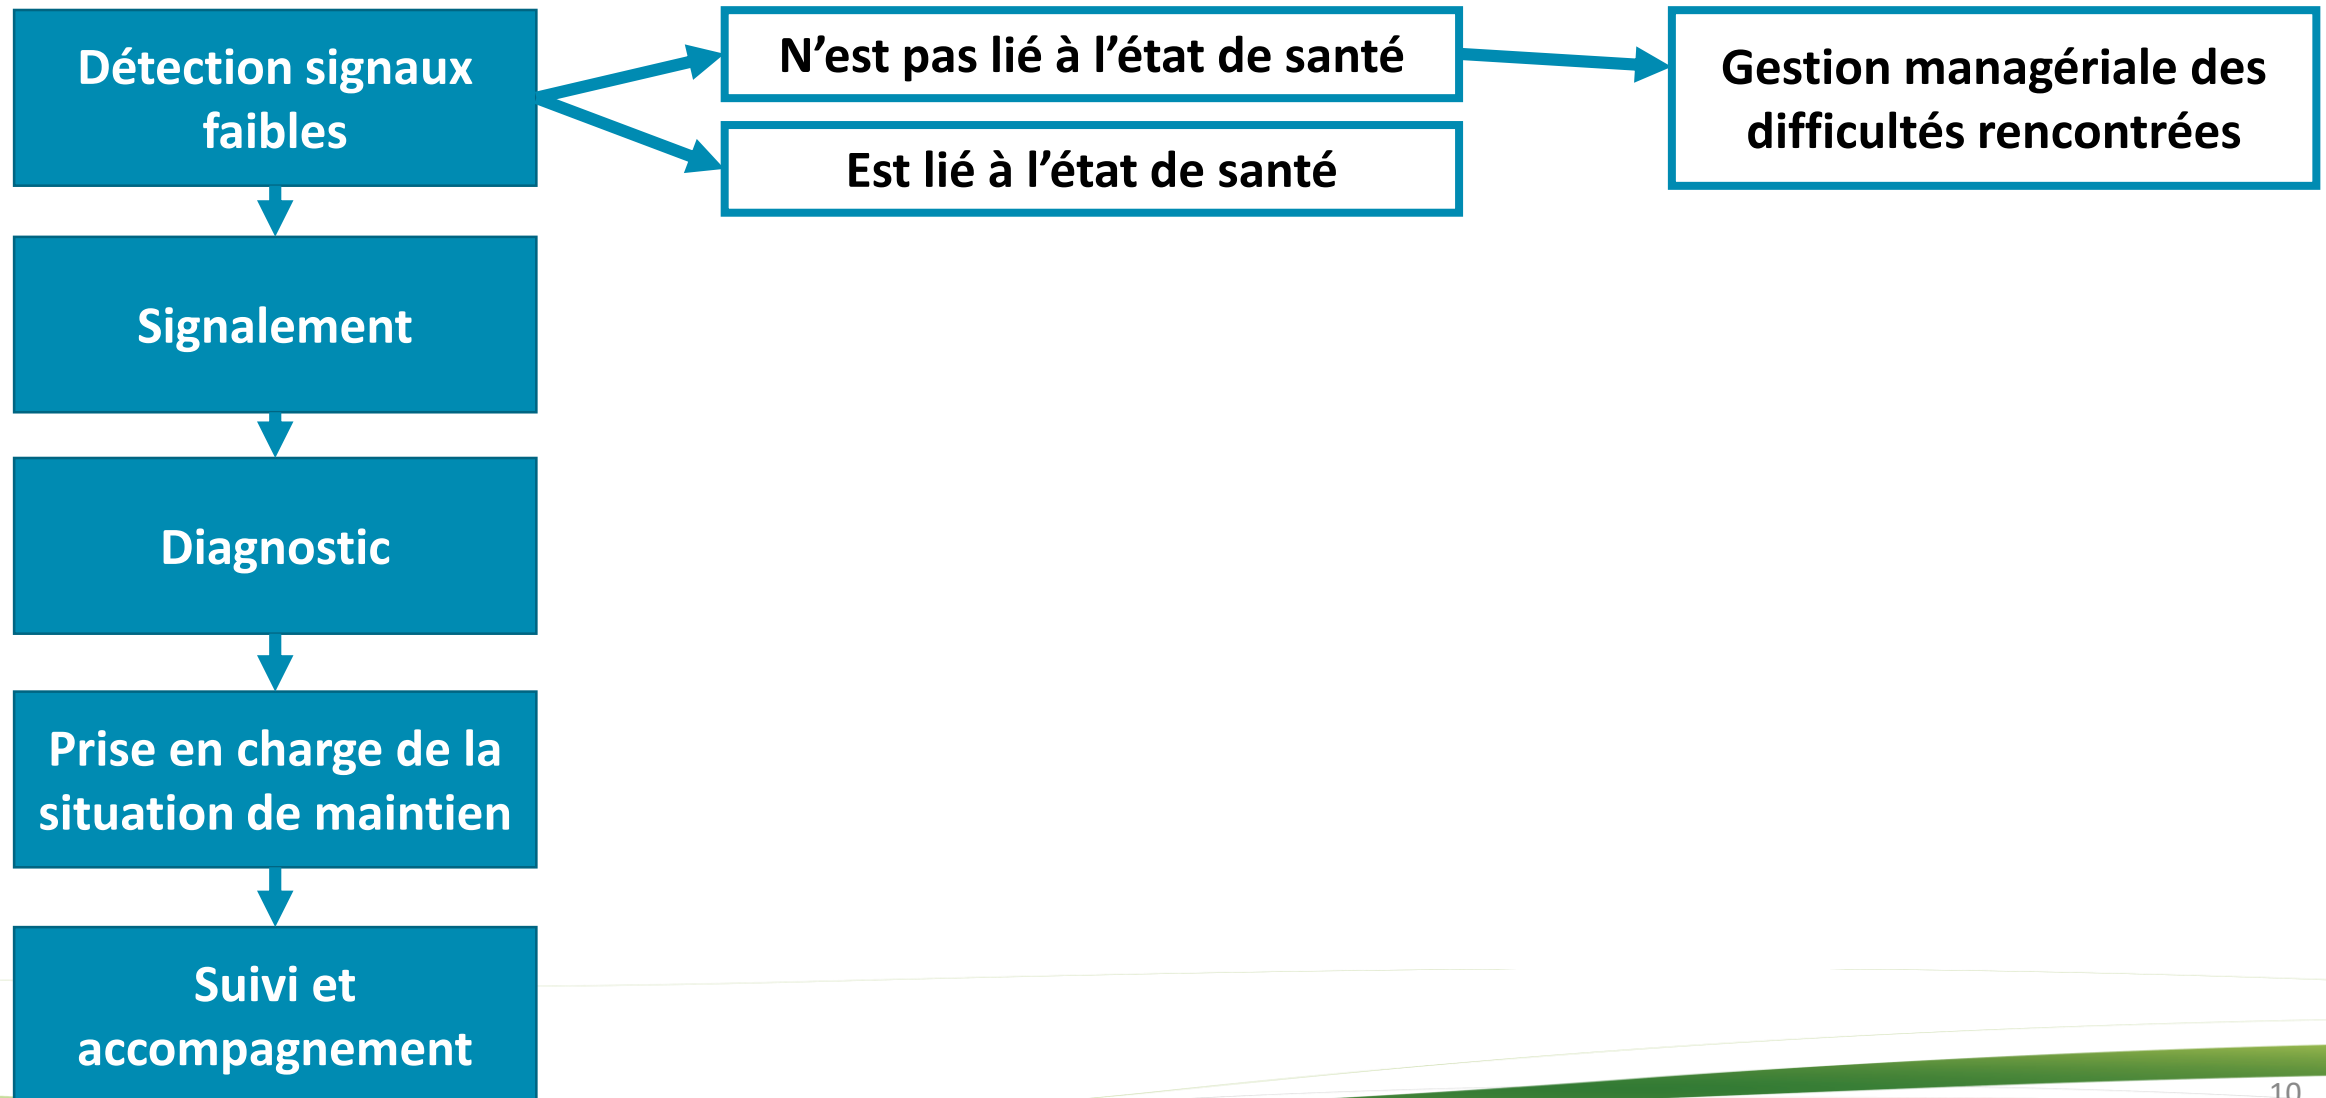 Détection signaux
faibles
N’est pas lié à l’état de santé
Est lié à l’état de santé
Gestion managériale des
difficultés rencontrées
Signalement
Diagnostic
Prise en charge de la
situation de maintien
Suivi et
accompagnement
10